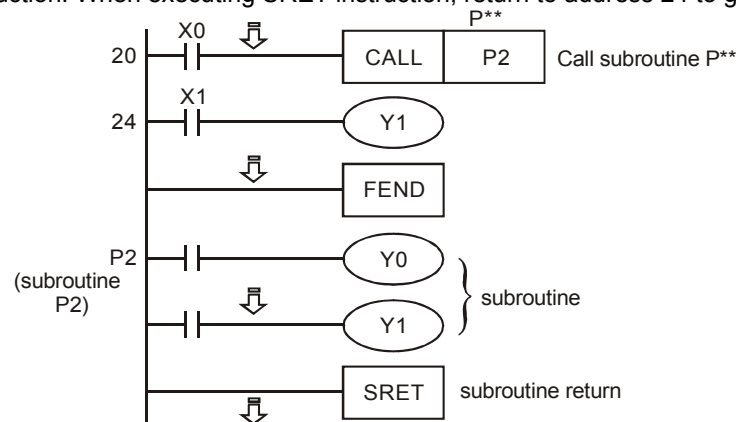 uction. When executing SRET instruction, return to address 24 to g
P**
X0
20 CALL P2 Call subroutine P**
X1
24 Y1
FEND
P2 Y0
(subroutine
P2)
subroutine
Y1
SRET subroutine return